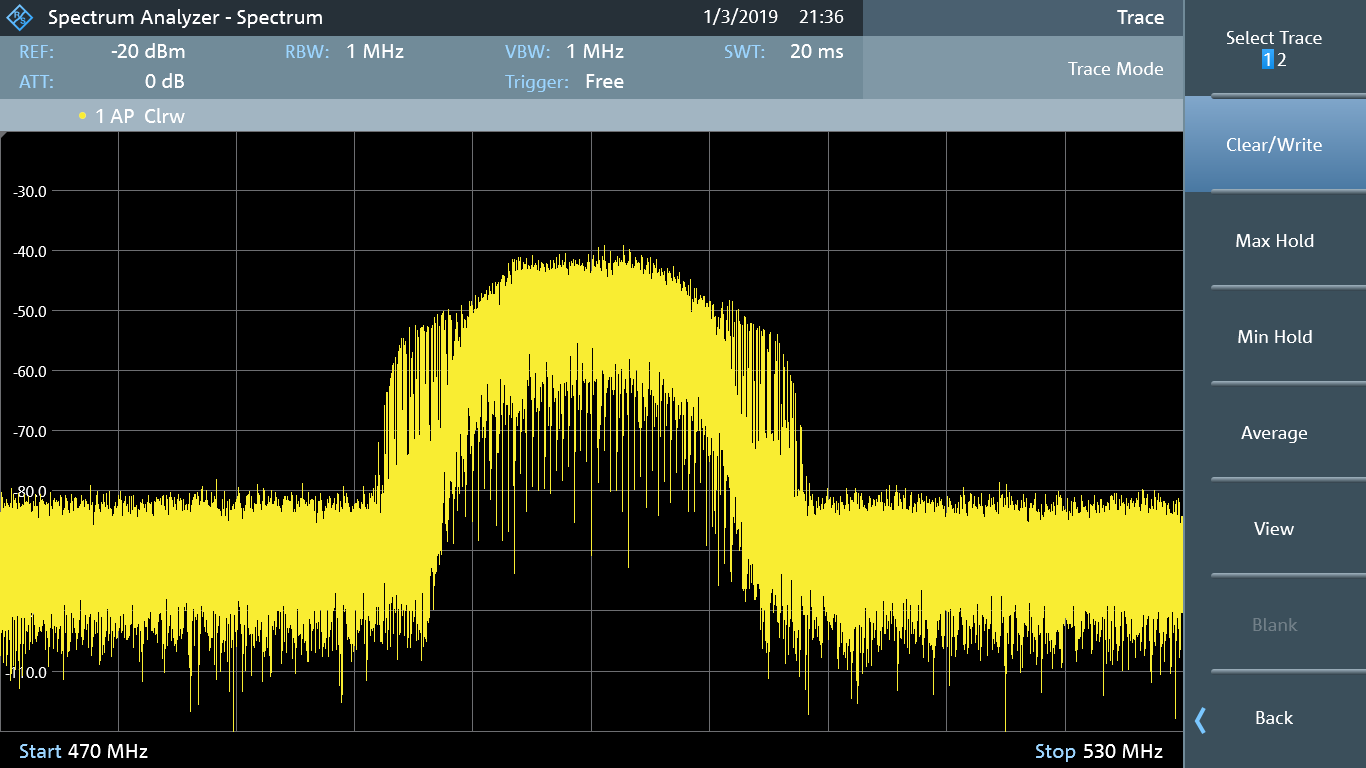 Spectrum Analyzer - Spectrum 1/3/2019 21:36 Trace
REF: -20 dBm RBW: 1 MHz VBW: 1 MHz SWT: 20 ms
ATT: 0 dB Trigger: Free
Trace Mode
1 AP Clrw
-30.0
-40.0
-50.0
-60.0
-70.0
-80.0
-110.0
Start 470 MHz Stop 530 MHz
Select Trace
1 2
Clear/Write
Max Hold
Min Hold
Average
View
Blank
Back